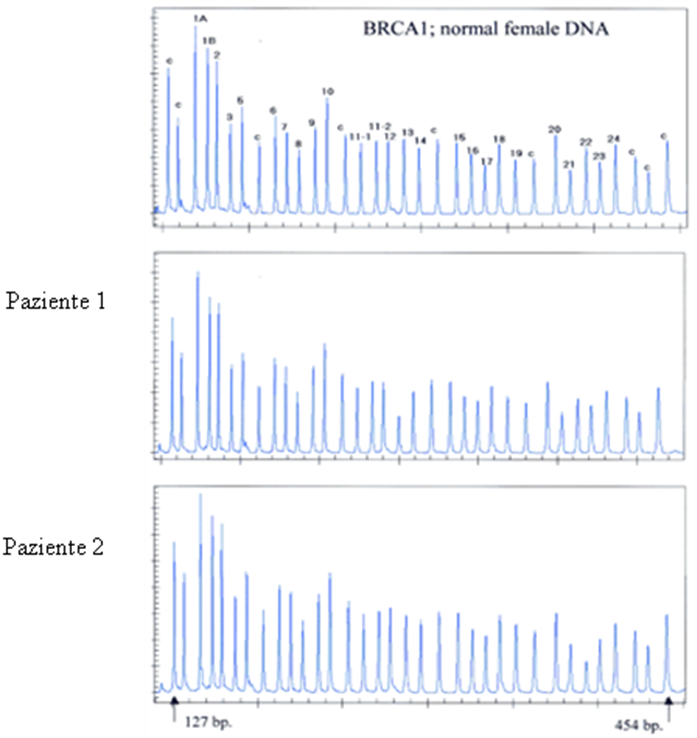 BRCA1; normal female DNA
c c 1A 1B 2 3 5 c 6 7 8 9 10 c 11-1 11-2 12 13 14 c 15 16 17 18 19 c 20 21 22 23 24 c c c
Paziente 1
Paziente 2
127 bp. 454 bp.